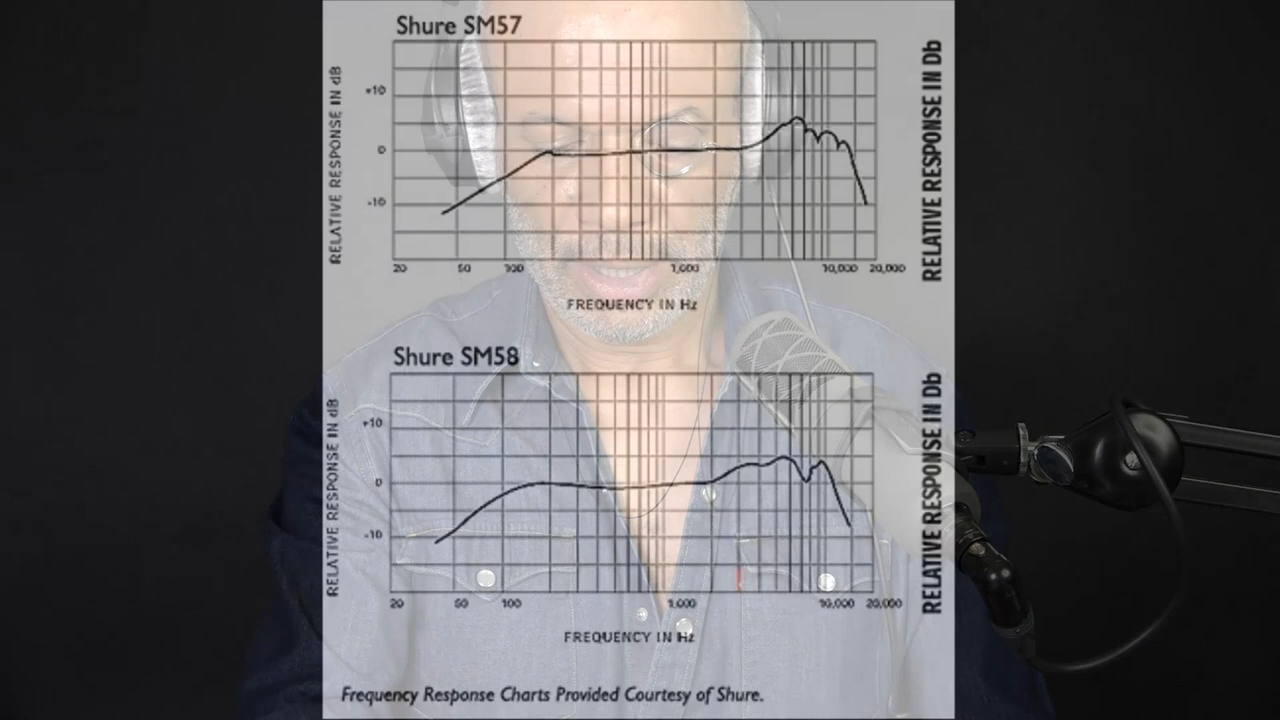 Shure SM57
RELATIVE RESPONSE IN dB
+10
0
-10
RELATIVE RESPONSE IN Db
20 50 100 1,000 10,000 20,000
FREQUENCY IN Hz
Shure SM58
RELATIVE RESPONSE IN dB
+10
0
-10
RELATIVE RESPONSE IN Db
20 50 100 1,000 10,000 20,000
FREQUENCY IN Hz
Frequency Response Charts Provided Courtesy of Shure.